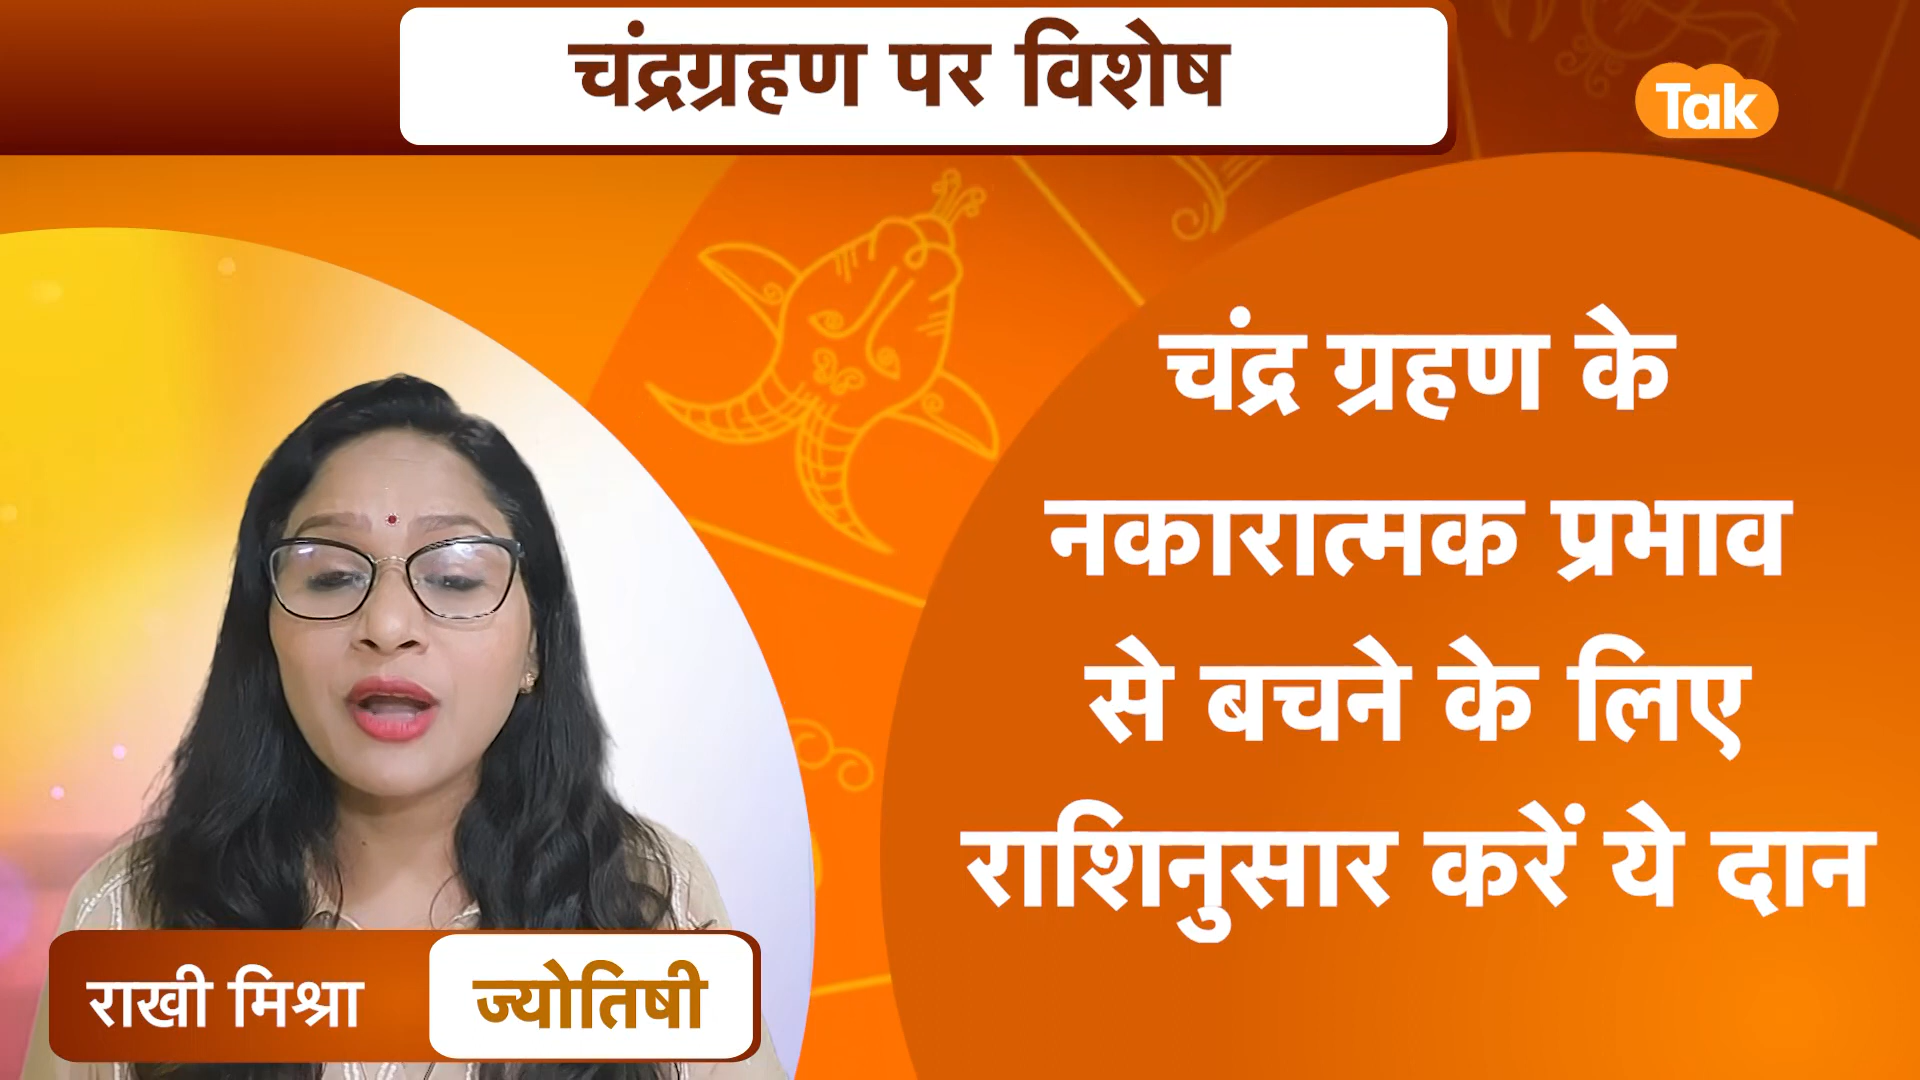 चंद्रग्रहण पर विशेष
Tak
चंद्र ग्रहण के
नकारात्मक प्रभाव
से बचने के लिए
राशिनुसार करें ये दान
राखी मिश्रा
ज्योतिषी